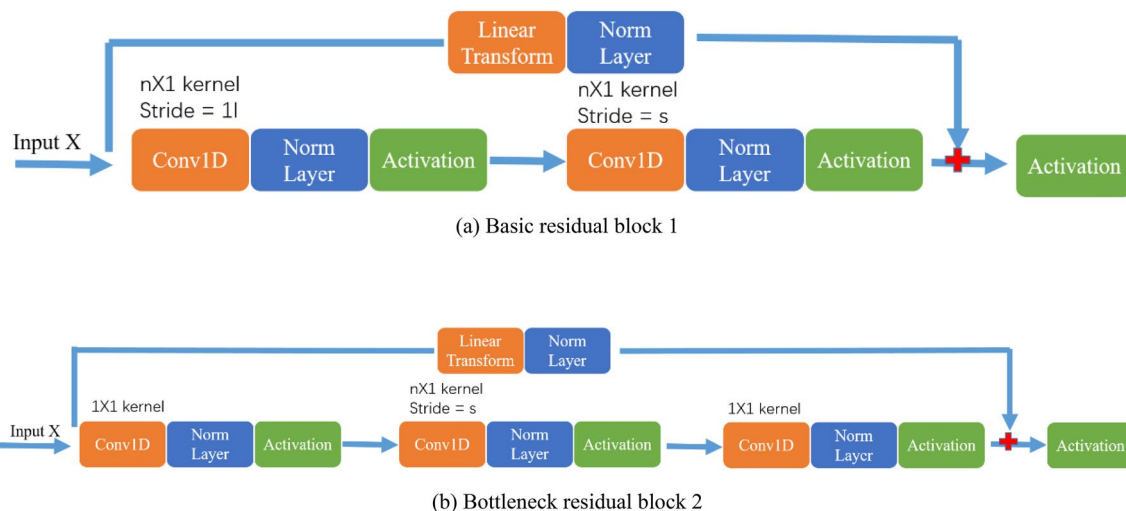 Linear
Transform
Norm
Layer
nX1 kernel
Stride = 1l
nX1 kernel
Stride = s
Input X
Conv1D
Norm
Layer
Activation
Conv1D
Norm
Layer
Activation
Activation
(a) Basic residual block 1
Linear
Transform
Norm
Layer
1X1 kernel
nX1 kernel
Stride = s
1X1 kernel
Input X
Conv1D
Norm
Layer
Activation
Conv1D
Norm
Layer
Activation
Conv1D
Norm
Layer
Activation
Activation
(b) Bottleneck residual block 2